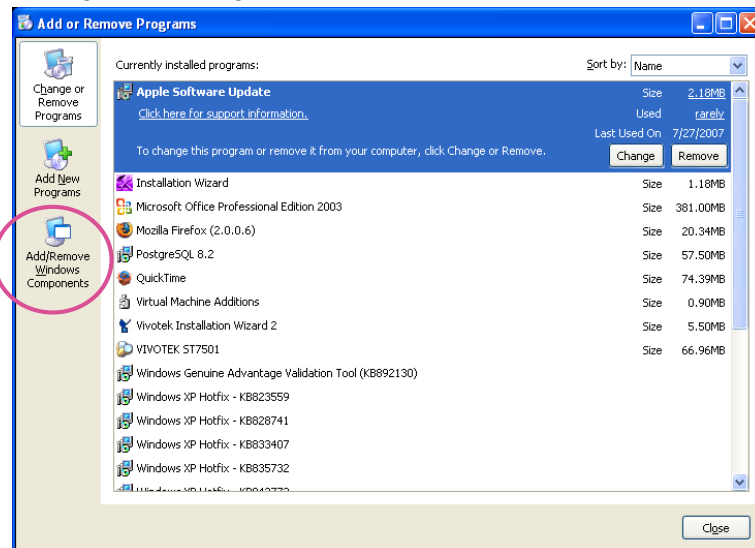 Add or Remove Programs
Change or
Remove
Programs
Add New
Programs
Add/Remove
Windows
Components
Currently installed programs:
Sort by: Name
Apple Software Update Size 2.18MB
Click here for support information. Used rarely
Last Used On 7/27/2007
To change this program or remove it from your computer, click Change or Remove. Change Remove
Installation Wizard Size 1.18MB
Microsoft Office Professional Edition 2003 Size 381.00MB
Mozilla Firefox (2.0.0.6) Size 20.34MB
PostgreSQL 8.2 Size 57.50MB
QuickTime Size 74.39MB
Virtual Machine Additions Size 0.90MB
Vivotek Installation Wizard 2 Size 5.50MB
VIVOTEK ST7501 Size 66.96MB
Windows Genuine Advantage Validation Tool (KB892130)
Windows XP Hotfix - KB823559
Windows XP Hotfix - KB828741
Windows XP Hotfix - KB833407
Windows XP Hotfix - KB835732
Windows XP Hotfix
Close